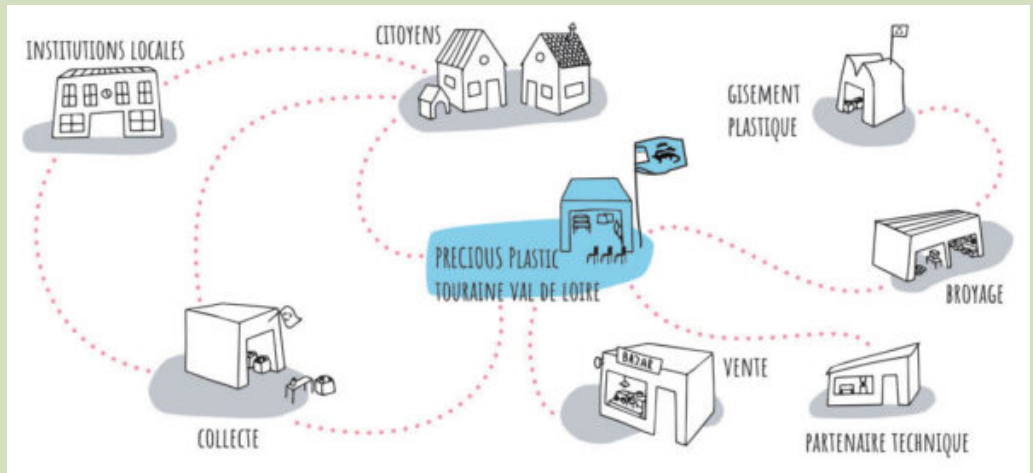 INSTITUTIONS LOCALES
CITOYENS
GISEMENT
PLASTIQUE
PRECIOUS PLASTIC
TOURAINE VAL DE LOIRE
BROYAGE
BAZAR
VENTE
COLLECTE
PARTENAIRE TECHNIQUE